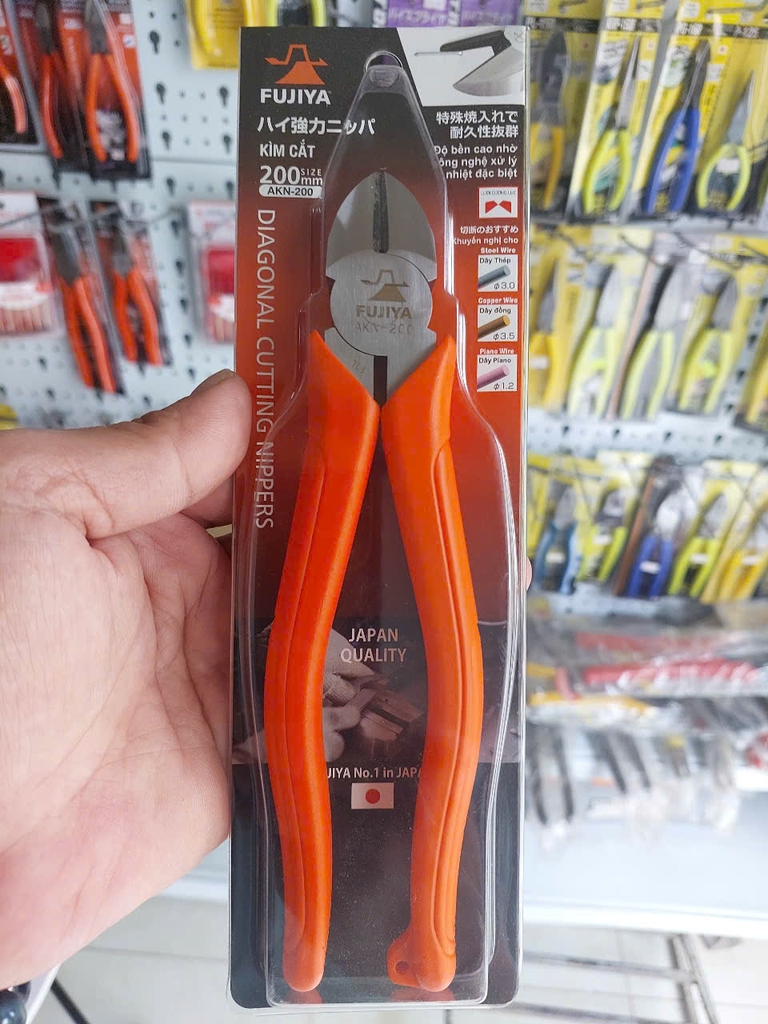 FUJIYA
ハイ強力ニッパ
KÌM CẮT
200mm SIZE
AKN-200
DIAGONAL CUTTING NIPPERS
特殊焼入れで
耐久性抜群
Độ bền cao nhờ
công nghệ xử lý
nhiệt đặc biệt
切断のおすすめ
Khuyến nghị cho
Steel Wire
Dây Thép
φ3.0
Copper Wire
Dây đồng
φ3.5
Piano Wire
Dây Piano
φ1.2
FUJIYA
AKN-200
JAPAN
QUALITY
JIYA No.1 in JAPA